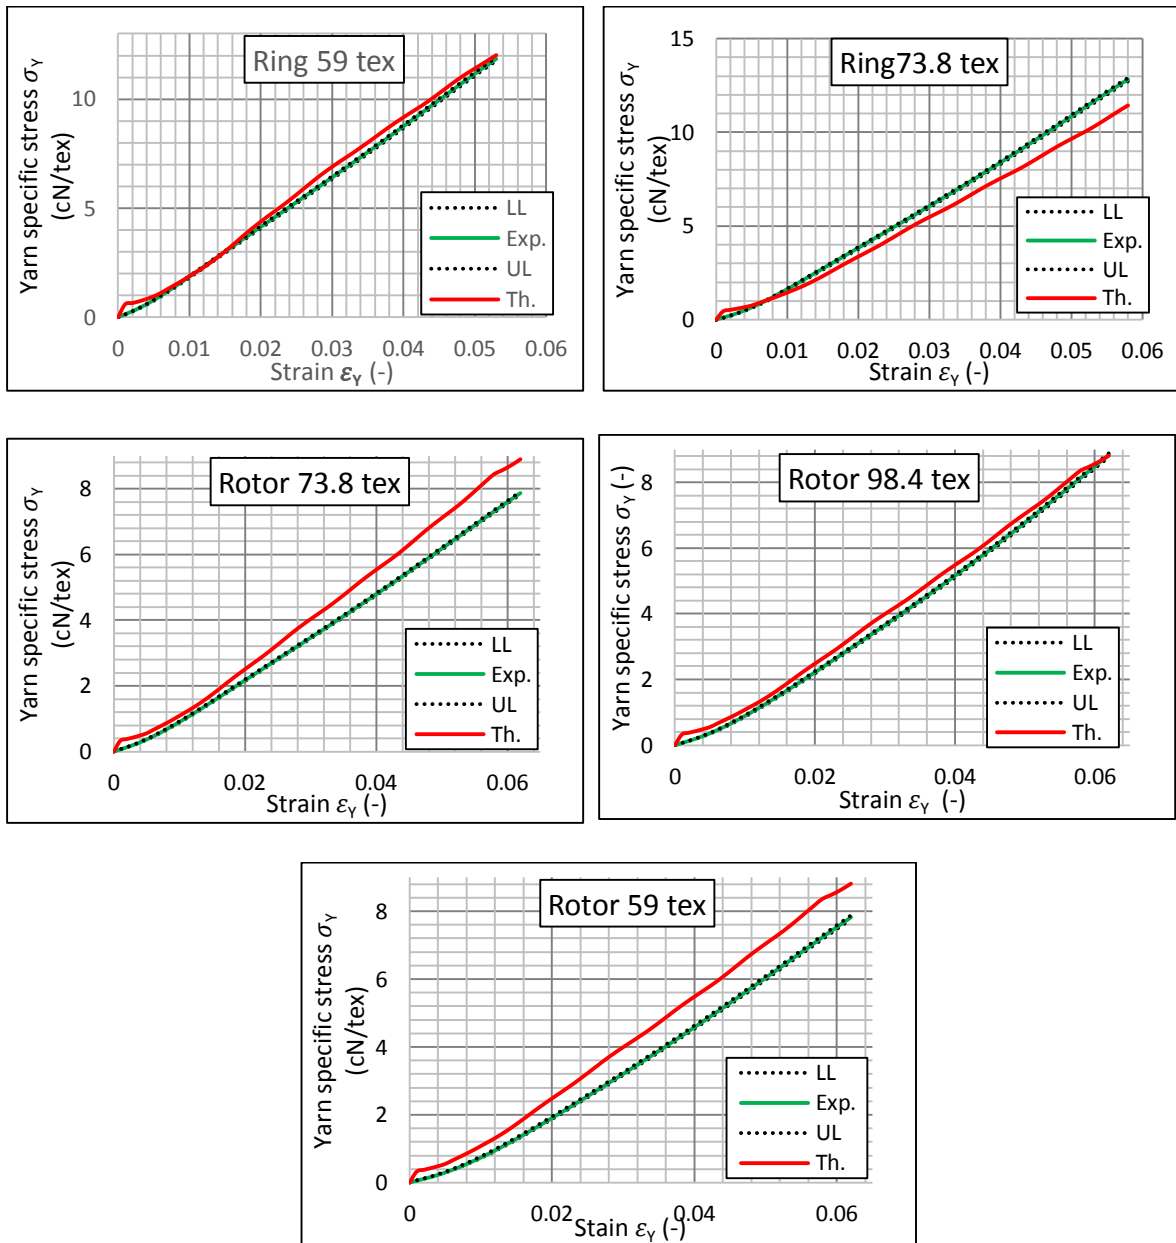 Ring 59 tex
Yarn specific stress σY
(cN/tex)
10
5
0
LL
Exp.
UL
Th.
0 0.01 0.02 0.03 0.04 0.05 0.06
Strain εY (-)
Ring73.8 tex
Yarn specific stress σY
(cN/tex)
15
10
5
0
LL
Exp.
UL
Th.
0 0.01 0.02 0.03 0.04 0.05 0.06
Strain εY (-)
Rotor 73.8 tex
Yarn specific stress σY
(cN/tex)
8
6
4
2
0
LL
Exp.
UL
Th.
0 0.02 0.04 0.06
Strain εY (-)
Rotor 98.4 tex
Yarn specific stress σY (-)
8
6
4
2
0
LL
Exp.
UL
Th.
0 0.02 0.04 0.06
Strain εY (-)
Rotor 59 tex
Yarn specific stress σY
(cN/tex)
8
6
4
2
0
LL
Exp.
UL
Th.
0 0.02 0.04 0.06
Stain εY (-)